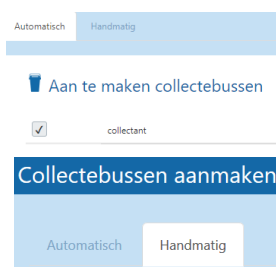 Automatisch Handmatig
Aan te maken collectebussen
collectant
Collectebussen aanmaken
Automatisch Handmatig